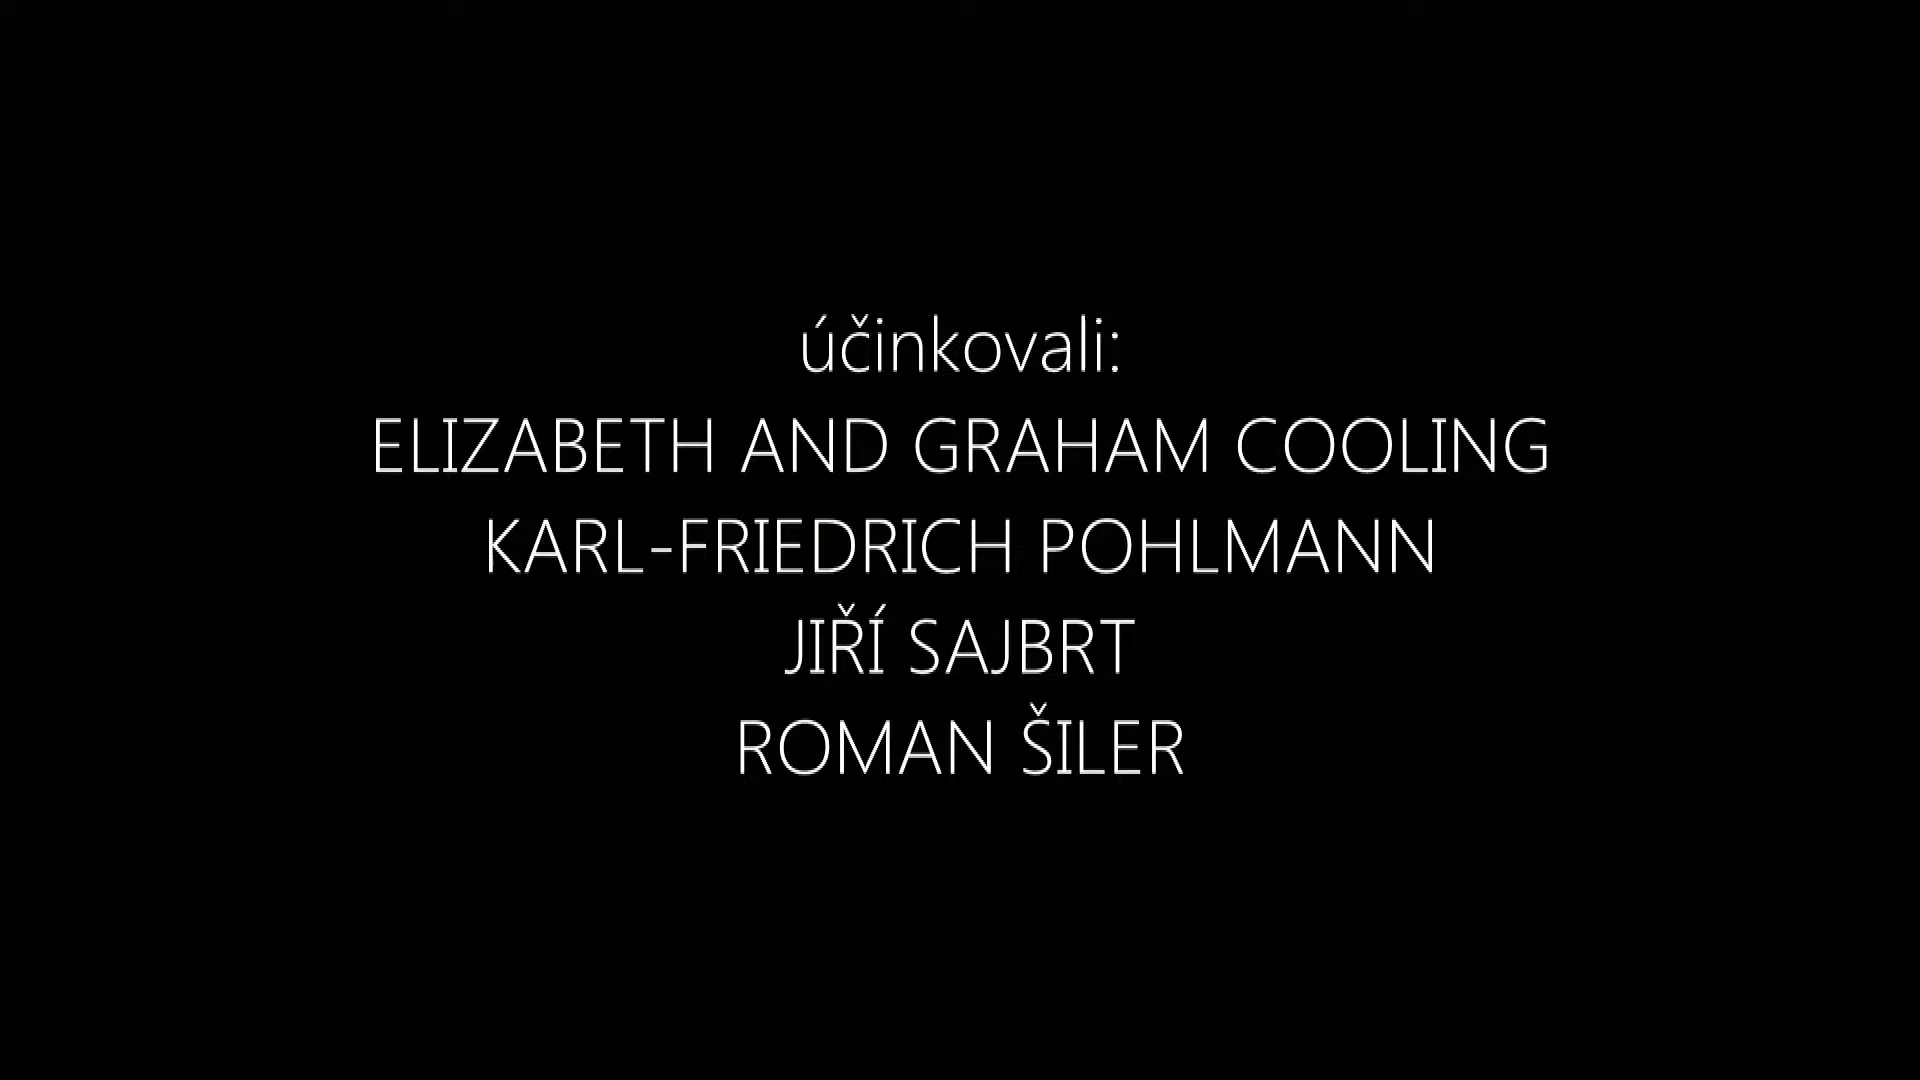 účinkovali:
ELIZABETH AND GRAHAM COOLING
KARL-FRIEDRICH POHLMANN
JIŘÍ SAJBRT
ROMAN ŠILER